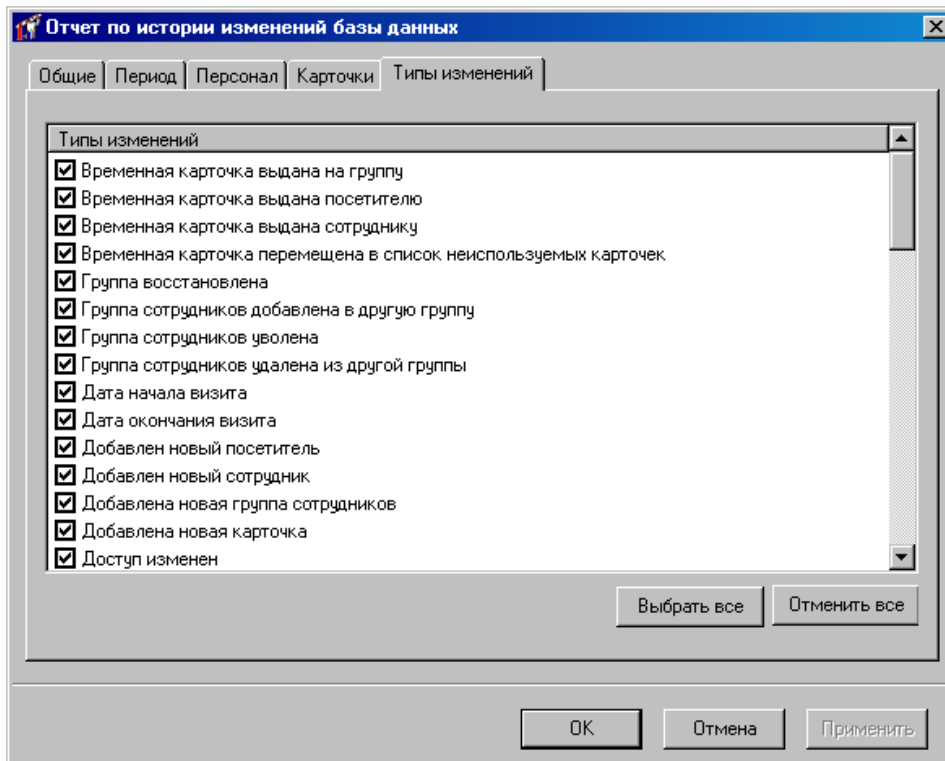 Отчет по истории изменений базы данных
Общие Период Персонал Карточки Типы изменений
Типы изменений
Временная карточка выдана на группу
Временная карточка выдана посетителю
Временная карточка выдана сотруднику
Временная карточка перемещена в список неиспользуемых карточек
Группа восстановлена
Группа сотрудников добавлена в другую группу
Группа сотрудников уволена
Группа сотрудников удалена из другой группы
Дата начала визита
Дата окончания визита
Добавлен новый посетитель
Добавлен новый сотрудник
Добавлена новая группа сотрудников
Добавлена новая карточка
Доступ изменен
Выбрать все Отменить все
OK Отмена Применить